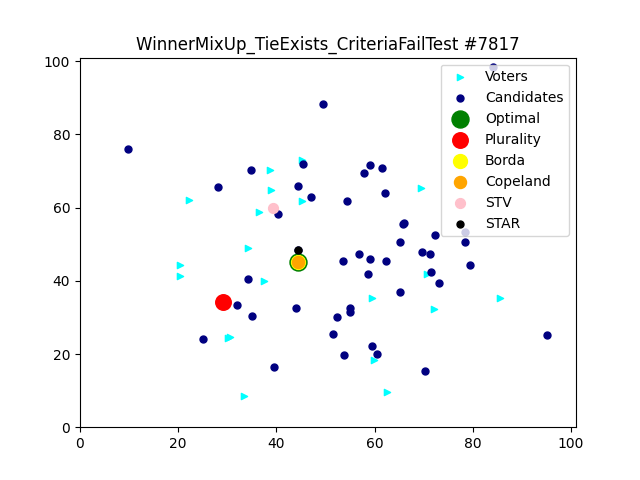 WinnerMixUp_TieExists_CriteriaFailTest #7817
100
80
60
40
20
0
0 20 40 60 80 100
Voters
Candidates
Optimal
Plurality
Borda
Copeland
STV
STAR